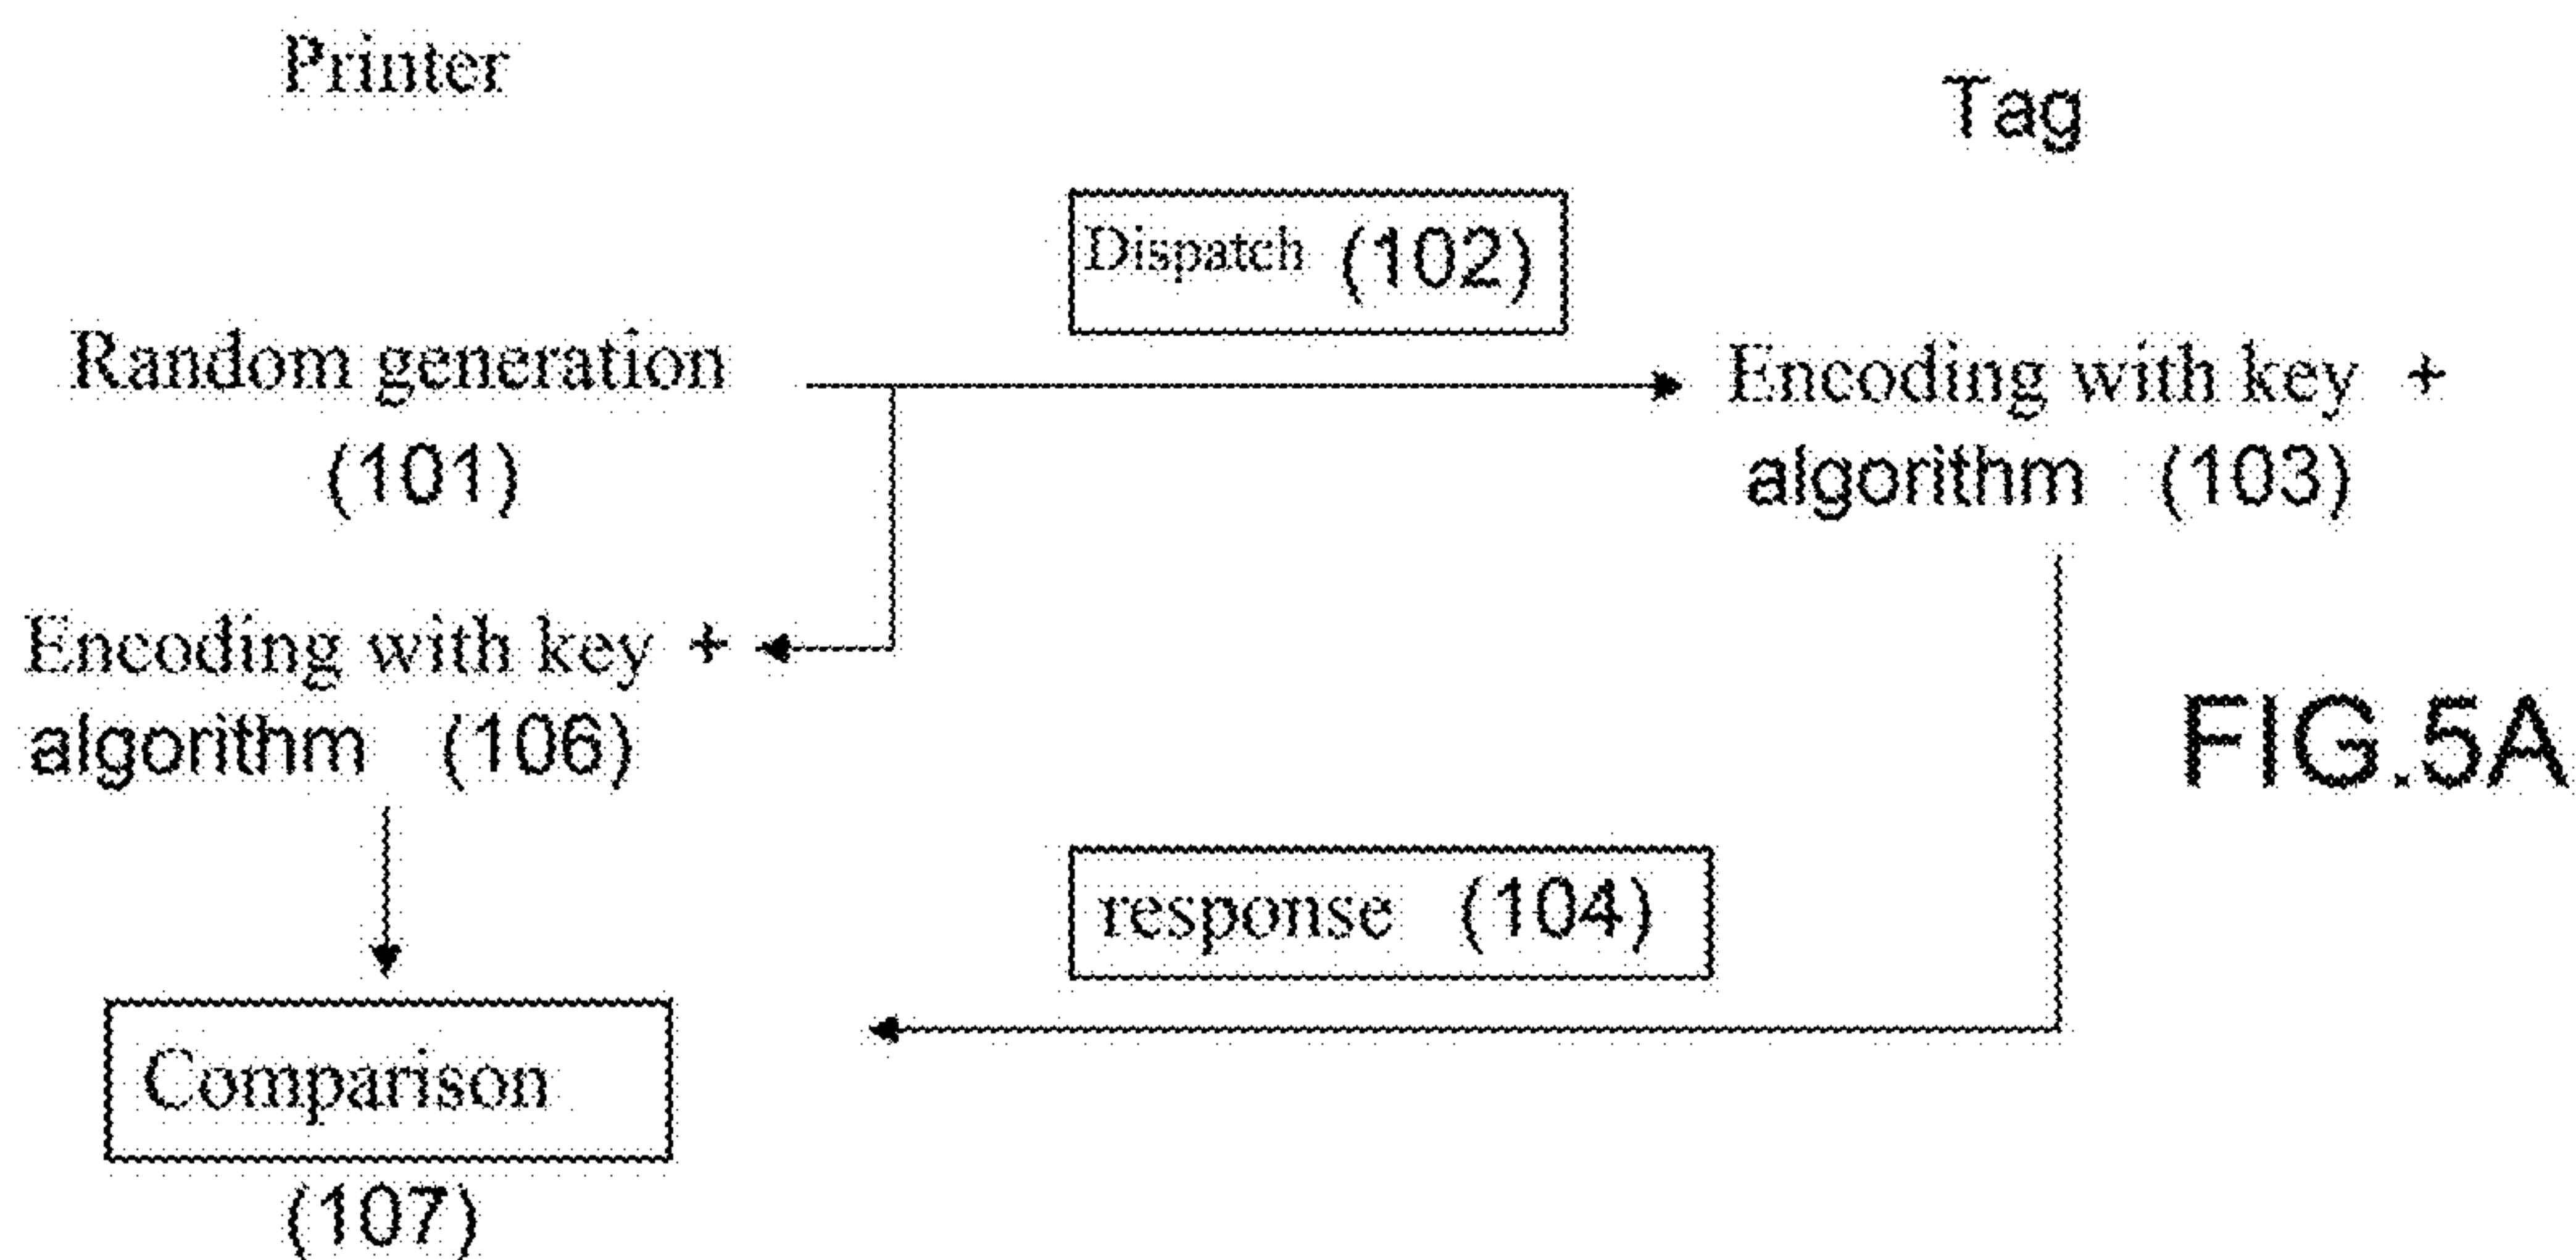 Printer
Tag
Dispatch (102)
Random generation
(101)
Encoding with key +
algorithm (103)
Encoding with key +
algorithm (106)
FIG.5A
response (104)
Comparison
(107)